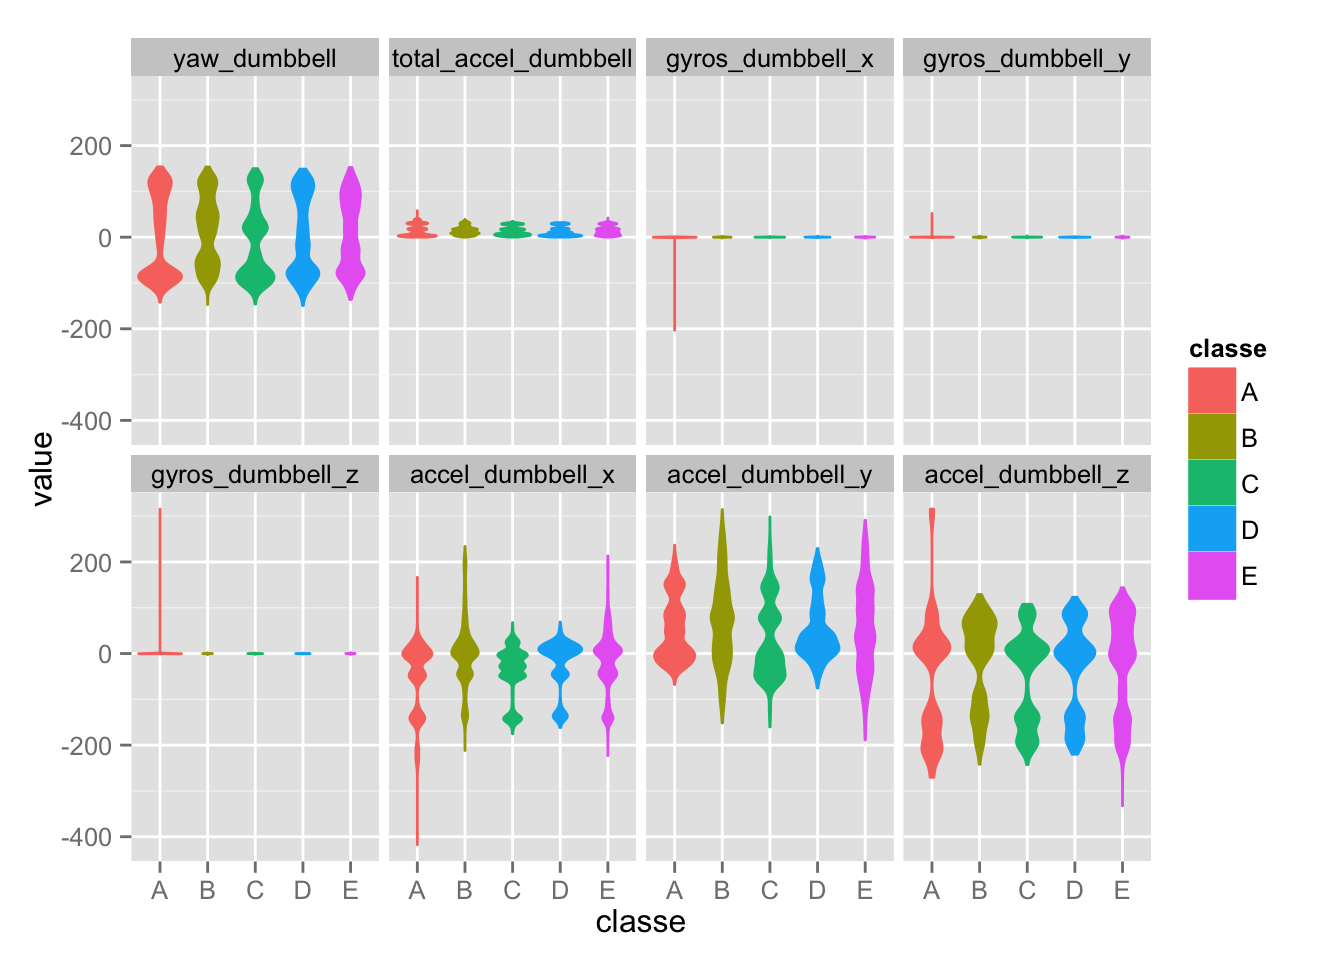 yaw_dumbbell total_accel_dumbbell gyros_dumbbell_x gyros_dumbbell_y
200
0
-200
-400
gyros_dumbbell_z accel_dumbbell_x accel_dumbbell_y accel_dumbbell_z
200
0
-200
-400
A B C D E A B C D E A B C D E A B C D E
classe
value
classe
A
B
C
D
E